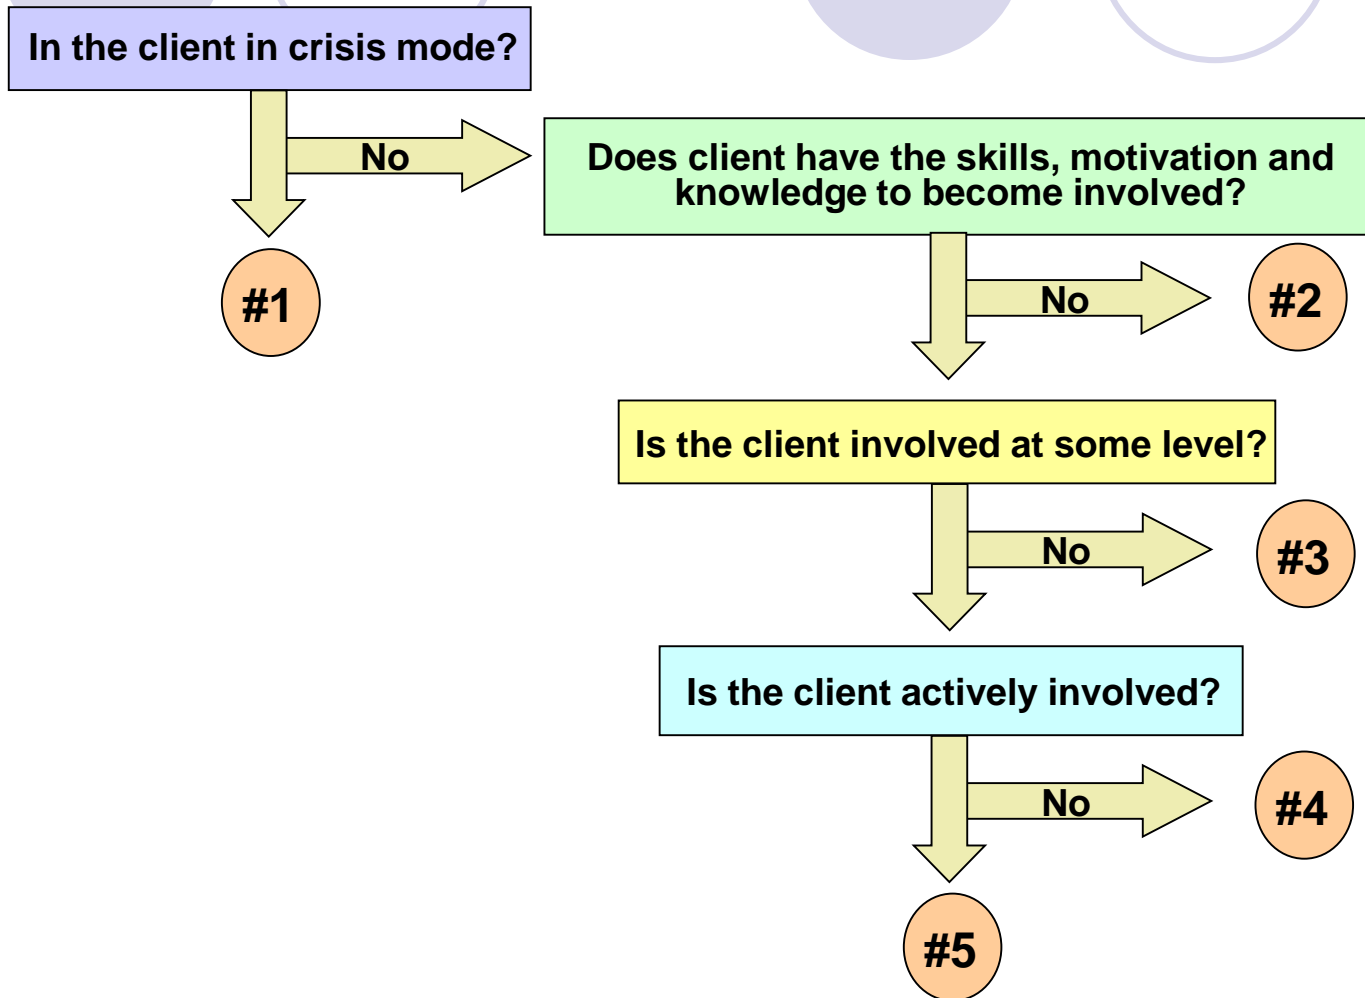 In the client in crisis mode?
No
Does client have the skills, motivation and
knowledge to become involved?
#1
No
#2
Is the client involved at some level?
No
#3
Is the client actively involved?
No
#4
#5